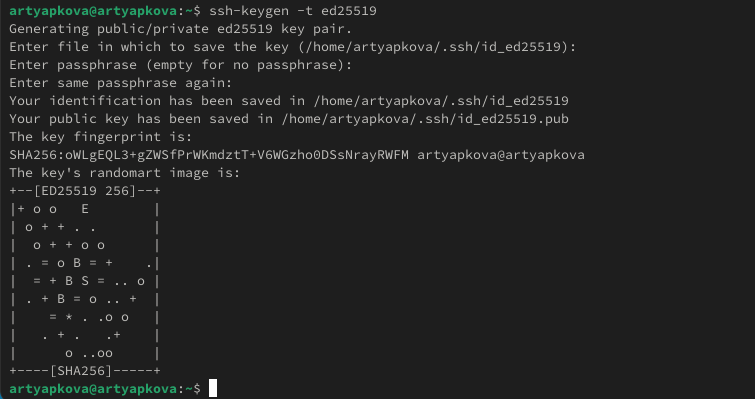 artyapkova@artyapkova:~$ ssh-keygen -t ed25519
Generating public/private ed25519 key pair.
Enter file in which to save the key (/home/artyapkova/.ssh/id_ed25519):
Enter passphrase (empty for no passphrase):
Enter same passphrase again:
Your identification has been saved in /home/artyapkova/.ssh/id_ed25519
Your public key has been saved in /home/artyapkova/.ssh/id_ed25519.pub
The key fingerprint is:
SHA256:oWLgEQL3+gZWSfPrWKmdztT+V6WGzho0DSsNrayRWFM artyapkova@artyapkova
The key's randomart image is:
+--[ED25519 256]--+
|+ o o   E        |
| o + + . .       |
|  o + + o o      |
| . = o B = +    .|
|  = + B S = .. o |
| . + B = o .. +  |
|    = * . .o o   |
|   . + .   .+    |
|      o ..oo     |
+----[SHA256]-----+
artyapkova@artyapkova:~$